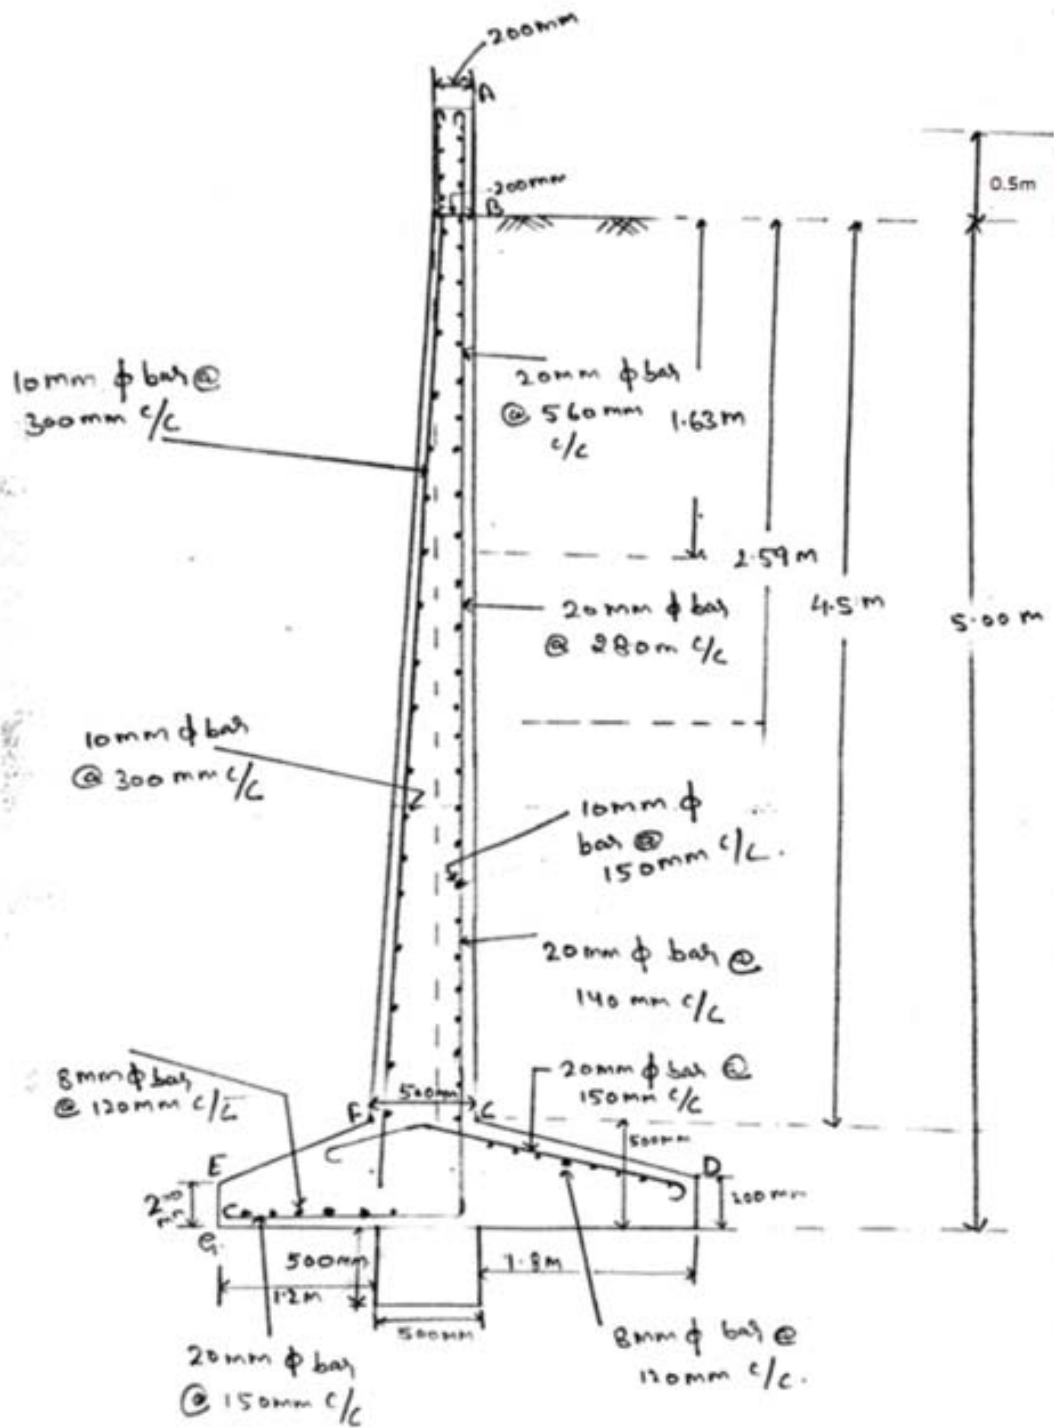 200mm
A
0.5m
200mm
B
10mm ϕ bar @
300mm c/c
20mm ϕ bar
@ 560mm
c/c
1.63m
2.59m
20mm ϕ bar
@ 280m c/c
4.5m
5.00m
10mm ϕ bar
@ 300mm c/c
10mm ϕ
bar @
150mm c/c.
20mm ϕ bar @
140 mm c/c
8mm ϕ bar
@ 120mm c/c
20mm ϕ bar @
150mm c/c
F
500mm
C
500mm
E
D
200
mm
200mm
G
500mm
1.2m
1.8m
500mm
20mm ϕ bar
@ 150mm c/c
8mm ϕ bar @
120mm c/c.